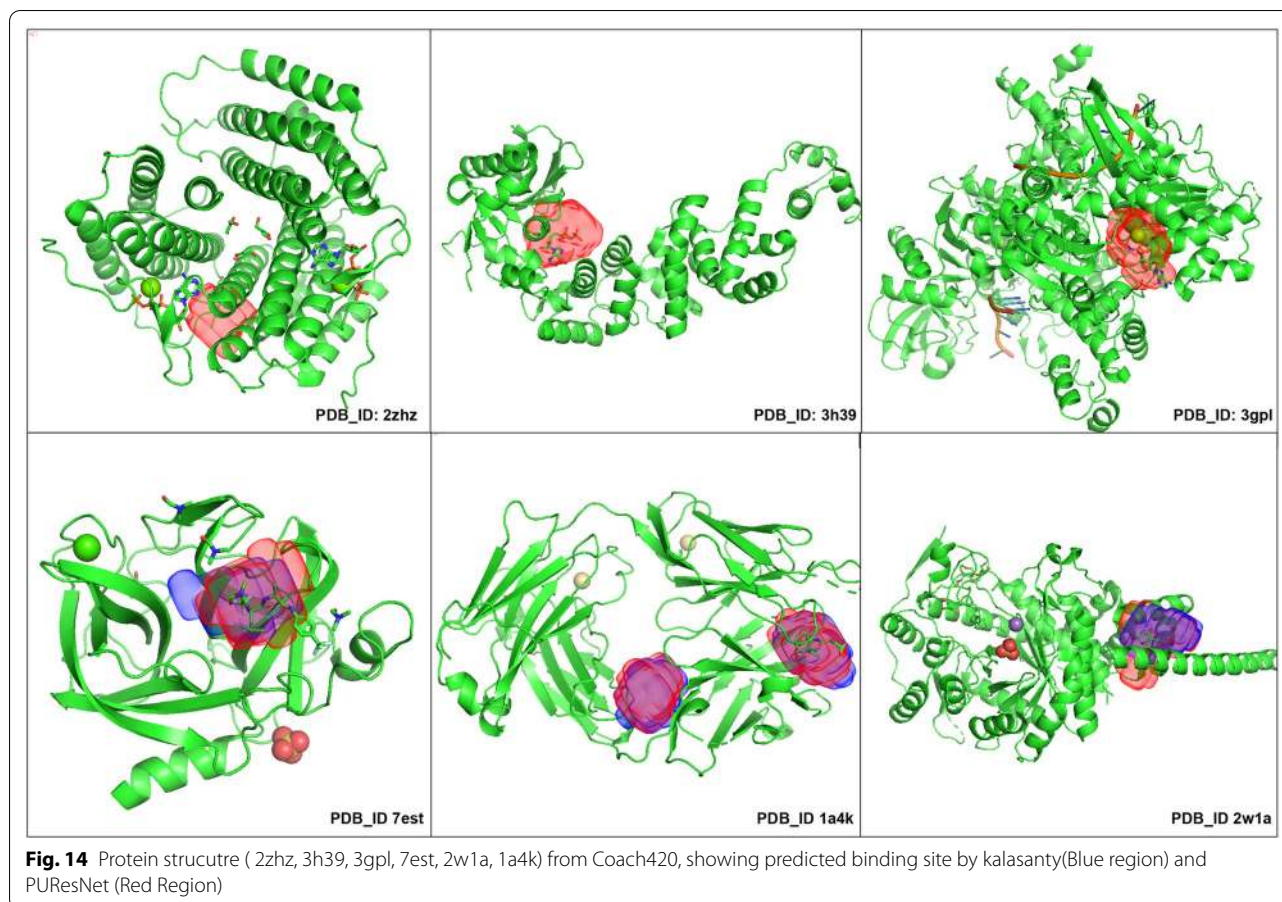 PDB_ID: 2zhz
PDB_ID: 3h39
PDB_ID: 3gpl
PDB_ID 7est
PDB_ID 1a4k
PDB_ID 2w1a
Fig. 14 Protein strucutre ( 2zhz, 3h39, 3gpl, 7est, 2w1a, 1a4k) from Coach420, showing predicted binding site by kalasanty(Blue region) and
PUResNet (Red Region)